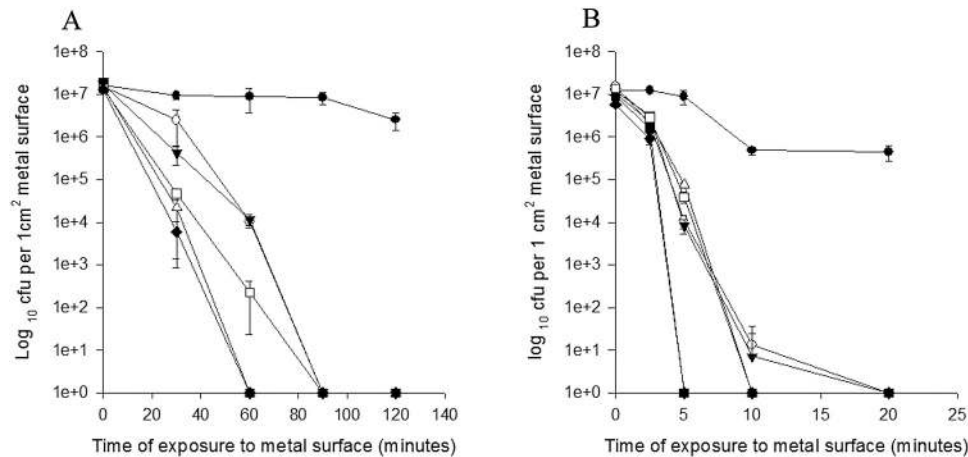 A
1e+8
1e+7
1e+6
1e+5
1e+4
1e+3
1e+2
1e+1
1e+0
0 20 40 60 80 100 120 140
Log 10 cfu per 1cm2 metal surface
Time of exposure to metal surface (minutes)
B
1e+8
1e+7
1e+6
1e+5
1e+4
1e+3
1e+2
1e+1
1e+0
0 5 10 15 20 25
log 10 cfu per 1 cm2 metal surface
Time of exposure to metal surface (minutes)